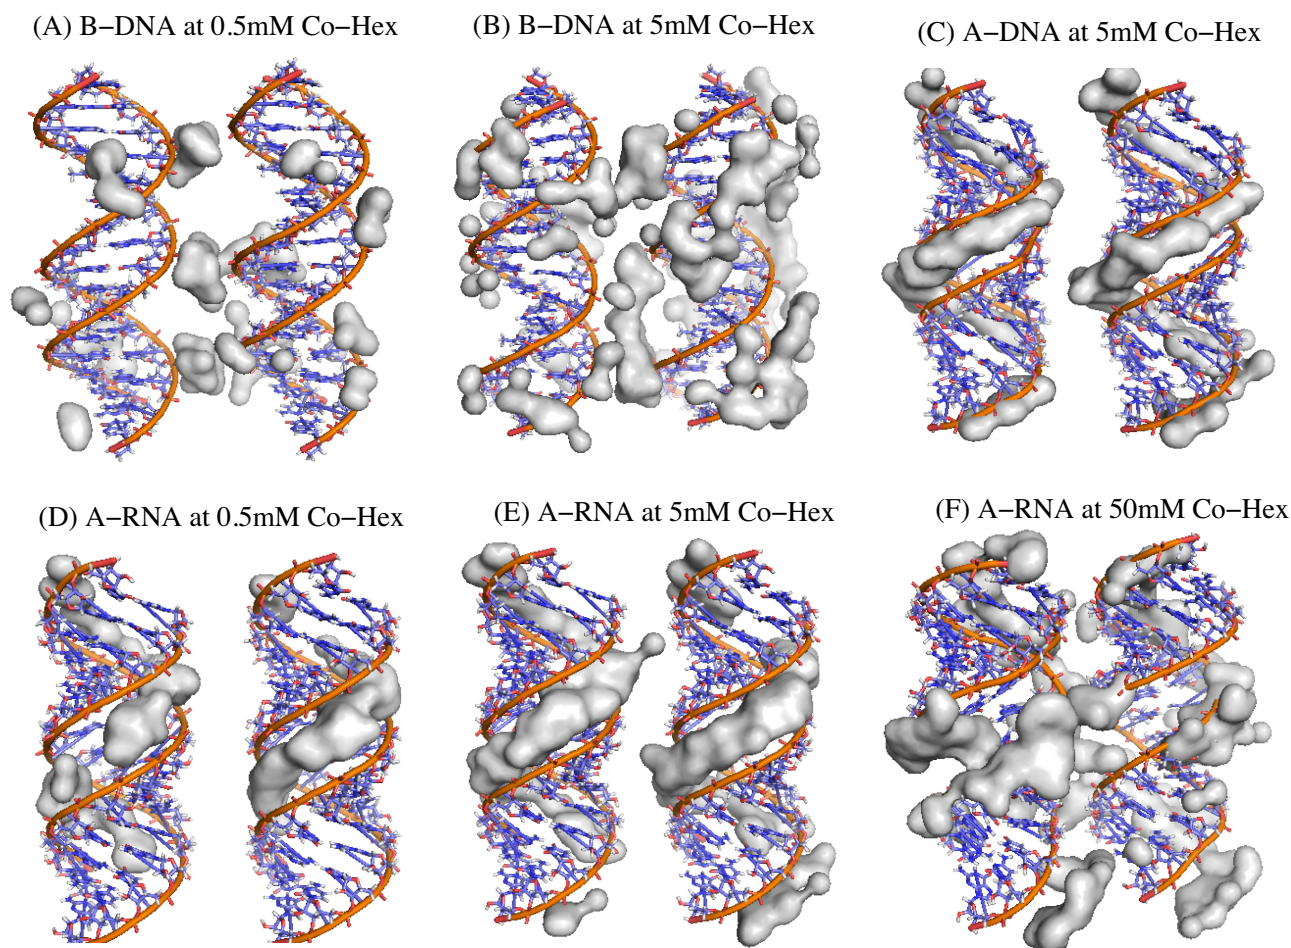 (A) B−DNA at 0.5mM Co−Hex
(B) B−DNA at 5mM Co−Hex
(C) A−DNA at 5mM Co−Hex
(D) A−RNA at 0.5mM Co−Hex
(E) A−RNA at 5mM Co−Hex
(F) A−RNA at 50mM Co−Hex